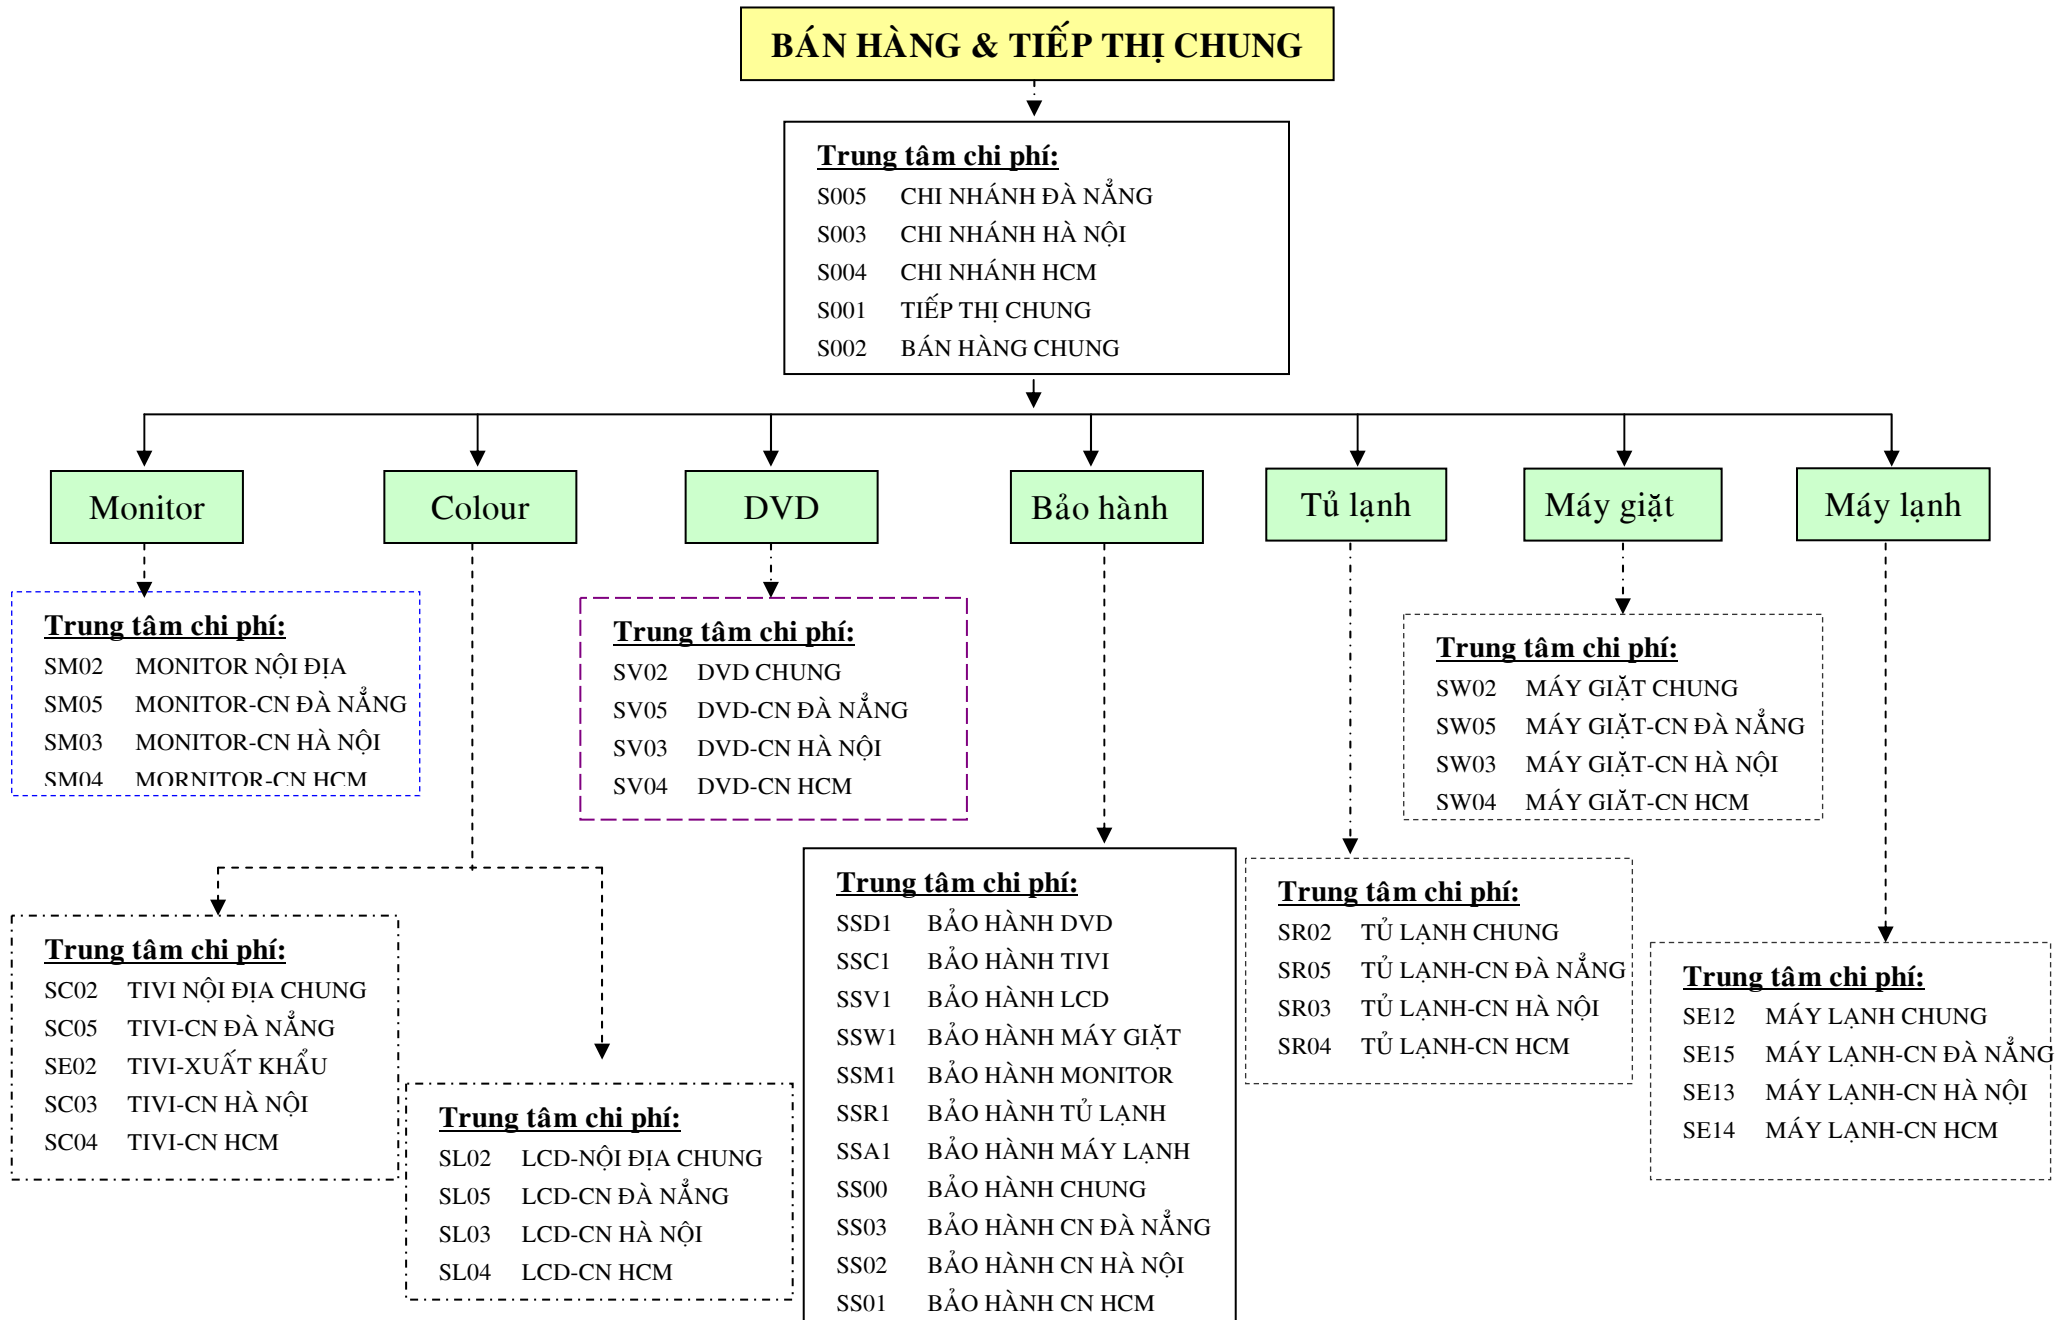 BÁN HÀNG & TIẾP THỊ CHUNG
Trung tâm chi phí:
S005 CHI NHÁNH ĐÀ NẴNG
S003 CHI NHÁNH HÀ NỘI
S004 CHI NHÁNH HCM
S001 TIẾP THỊ CHUNG
S002 BÁN HÀNG CHUNG
Monitor
Colour
DVD
Bảo hành
Tủ lạnh
Máy giặt
Máy lạnh
Trung tâm chi phí:
SM02 MONITOR NỘI ĐỊA
SM05 MONITOR-CN ĐÀ NẴNG
SM03 MONITOR-CN HÀ NỘI
SM04 MORNITOR-CN HCM
Trung tâm chi phí:
SV02 DVD CHUNG
SV05 DVD-CN ĐÀ NẴNG
SV03 DVD-CN HÀ NỘI
SV04 DVD-CN HCM
Trung tâm chi phí:
SW02 MÁY GIẶT CHUNG
SW05 MÁY GIẶT-CN ĐÀ NẴNG
SW03 MÁY GIẶT-CN HÀ NỘI
SW04 MÁY GIẶT-CN HCM
Trung tâm chi phí:
SC02 TIVI NỘI ĐỊA CHUNG
SC05 TIVI-CN ĐÀ NẴNG
SE02 TIVI-XUẤT KHẨU
SC03 TIVI-CN HÀ NỘI
SC04 TIVI-CN HCM
Trung tâm chi phí:
SL02 LCD-NỘI ĐỊA CHUNG
SL05 LCD-CN ĐÀ NẴNG
SL03 LCD-CN HÀ NỘI
SL04 LCD-CN HCM
Trung tâm chi phí:
SSD1 BẢO HÀNH DVD
SSC1 BẢO HÀNH TIVI
SSV1 BẢO HÀNH LCD
SSW1 BẢO HÀNH MÁY GIẶT
SSM1 BẢO HÀNH MONITOR
SSR1 BẢO HÀNH TỦ LẠNH
SSA1 BẢO HÀNH MÁY LẠNH
SS00 BẢO HÀNH CHUNG
SS03 BẢO HÀNH CN ĐÀ NẴNG
SS02 BẢO HÀNH CN HÀ NỘI
SS01 BẢO HÀNH CN HCM
Trung tâm chi phí:
SR02 TỦ LẠNH CHUNG
SR05 TỦ LẠNH-CN ĐÀ NẴNG
SR03 TỦ LẠNH-CN HÀ NỘI
SR04 TỦ LẠNH-CN HCM
Trung tâm chi phí:
SE12 MÁY LẠNH CHUNG
SE15 MÁY LẠNH-CN ĐÀ NẴNG
SE13 MÁY LẠNH-CN HÀ NỘI
SE14 MÁY LẠNH-CN HCM